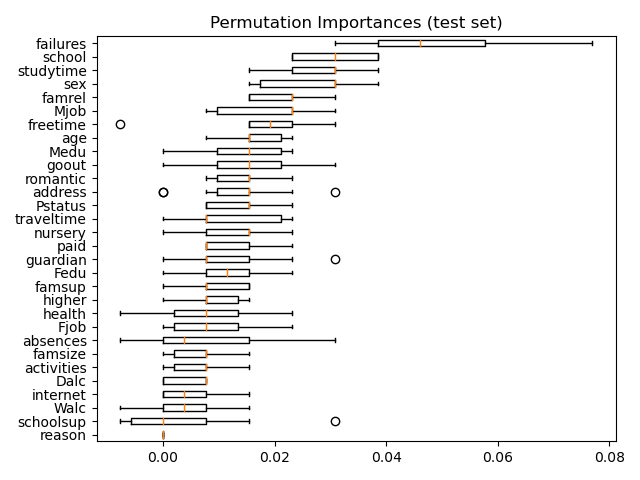 Permutation Importances (test set)
failures
school
studytime
sex
famrel
Mjob
freetime
age
Medu
goout
romantic
address
Pstatus
traveltime
nursery
paid
guardian
Fedu
famsup
higher
health
Fjob
absences
famsize
activities
Dalc
internet
Walc
schoolsup
reason
0.00 0.02 0.04 0.06 0.08